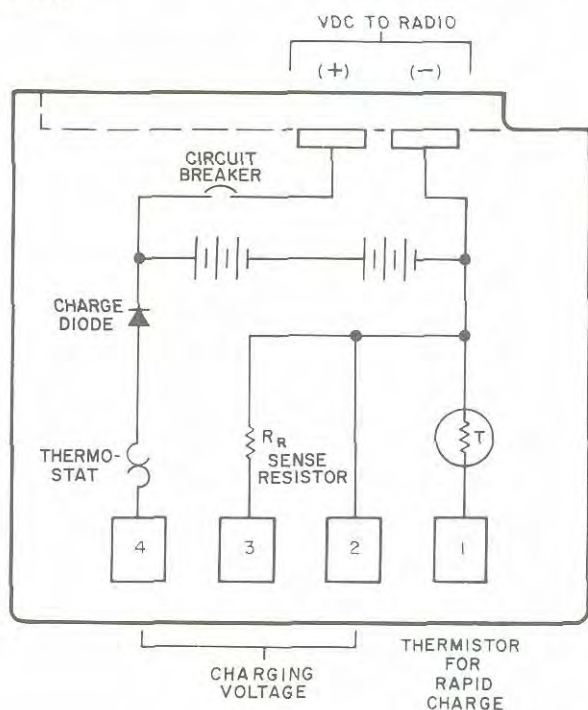 VDC TO RADIO
(+) (-)
CIRCUIT
BREAKER
CHARGE
DIODE
THERMO-
STAT
RR
SENSE
RESISTOR
T
4
3
2
1
CHARGING
VOLTAGE
THERMISTOR
FOR
RAPID
CHARGE